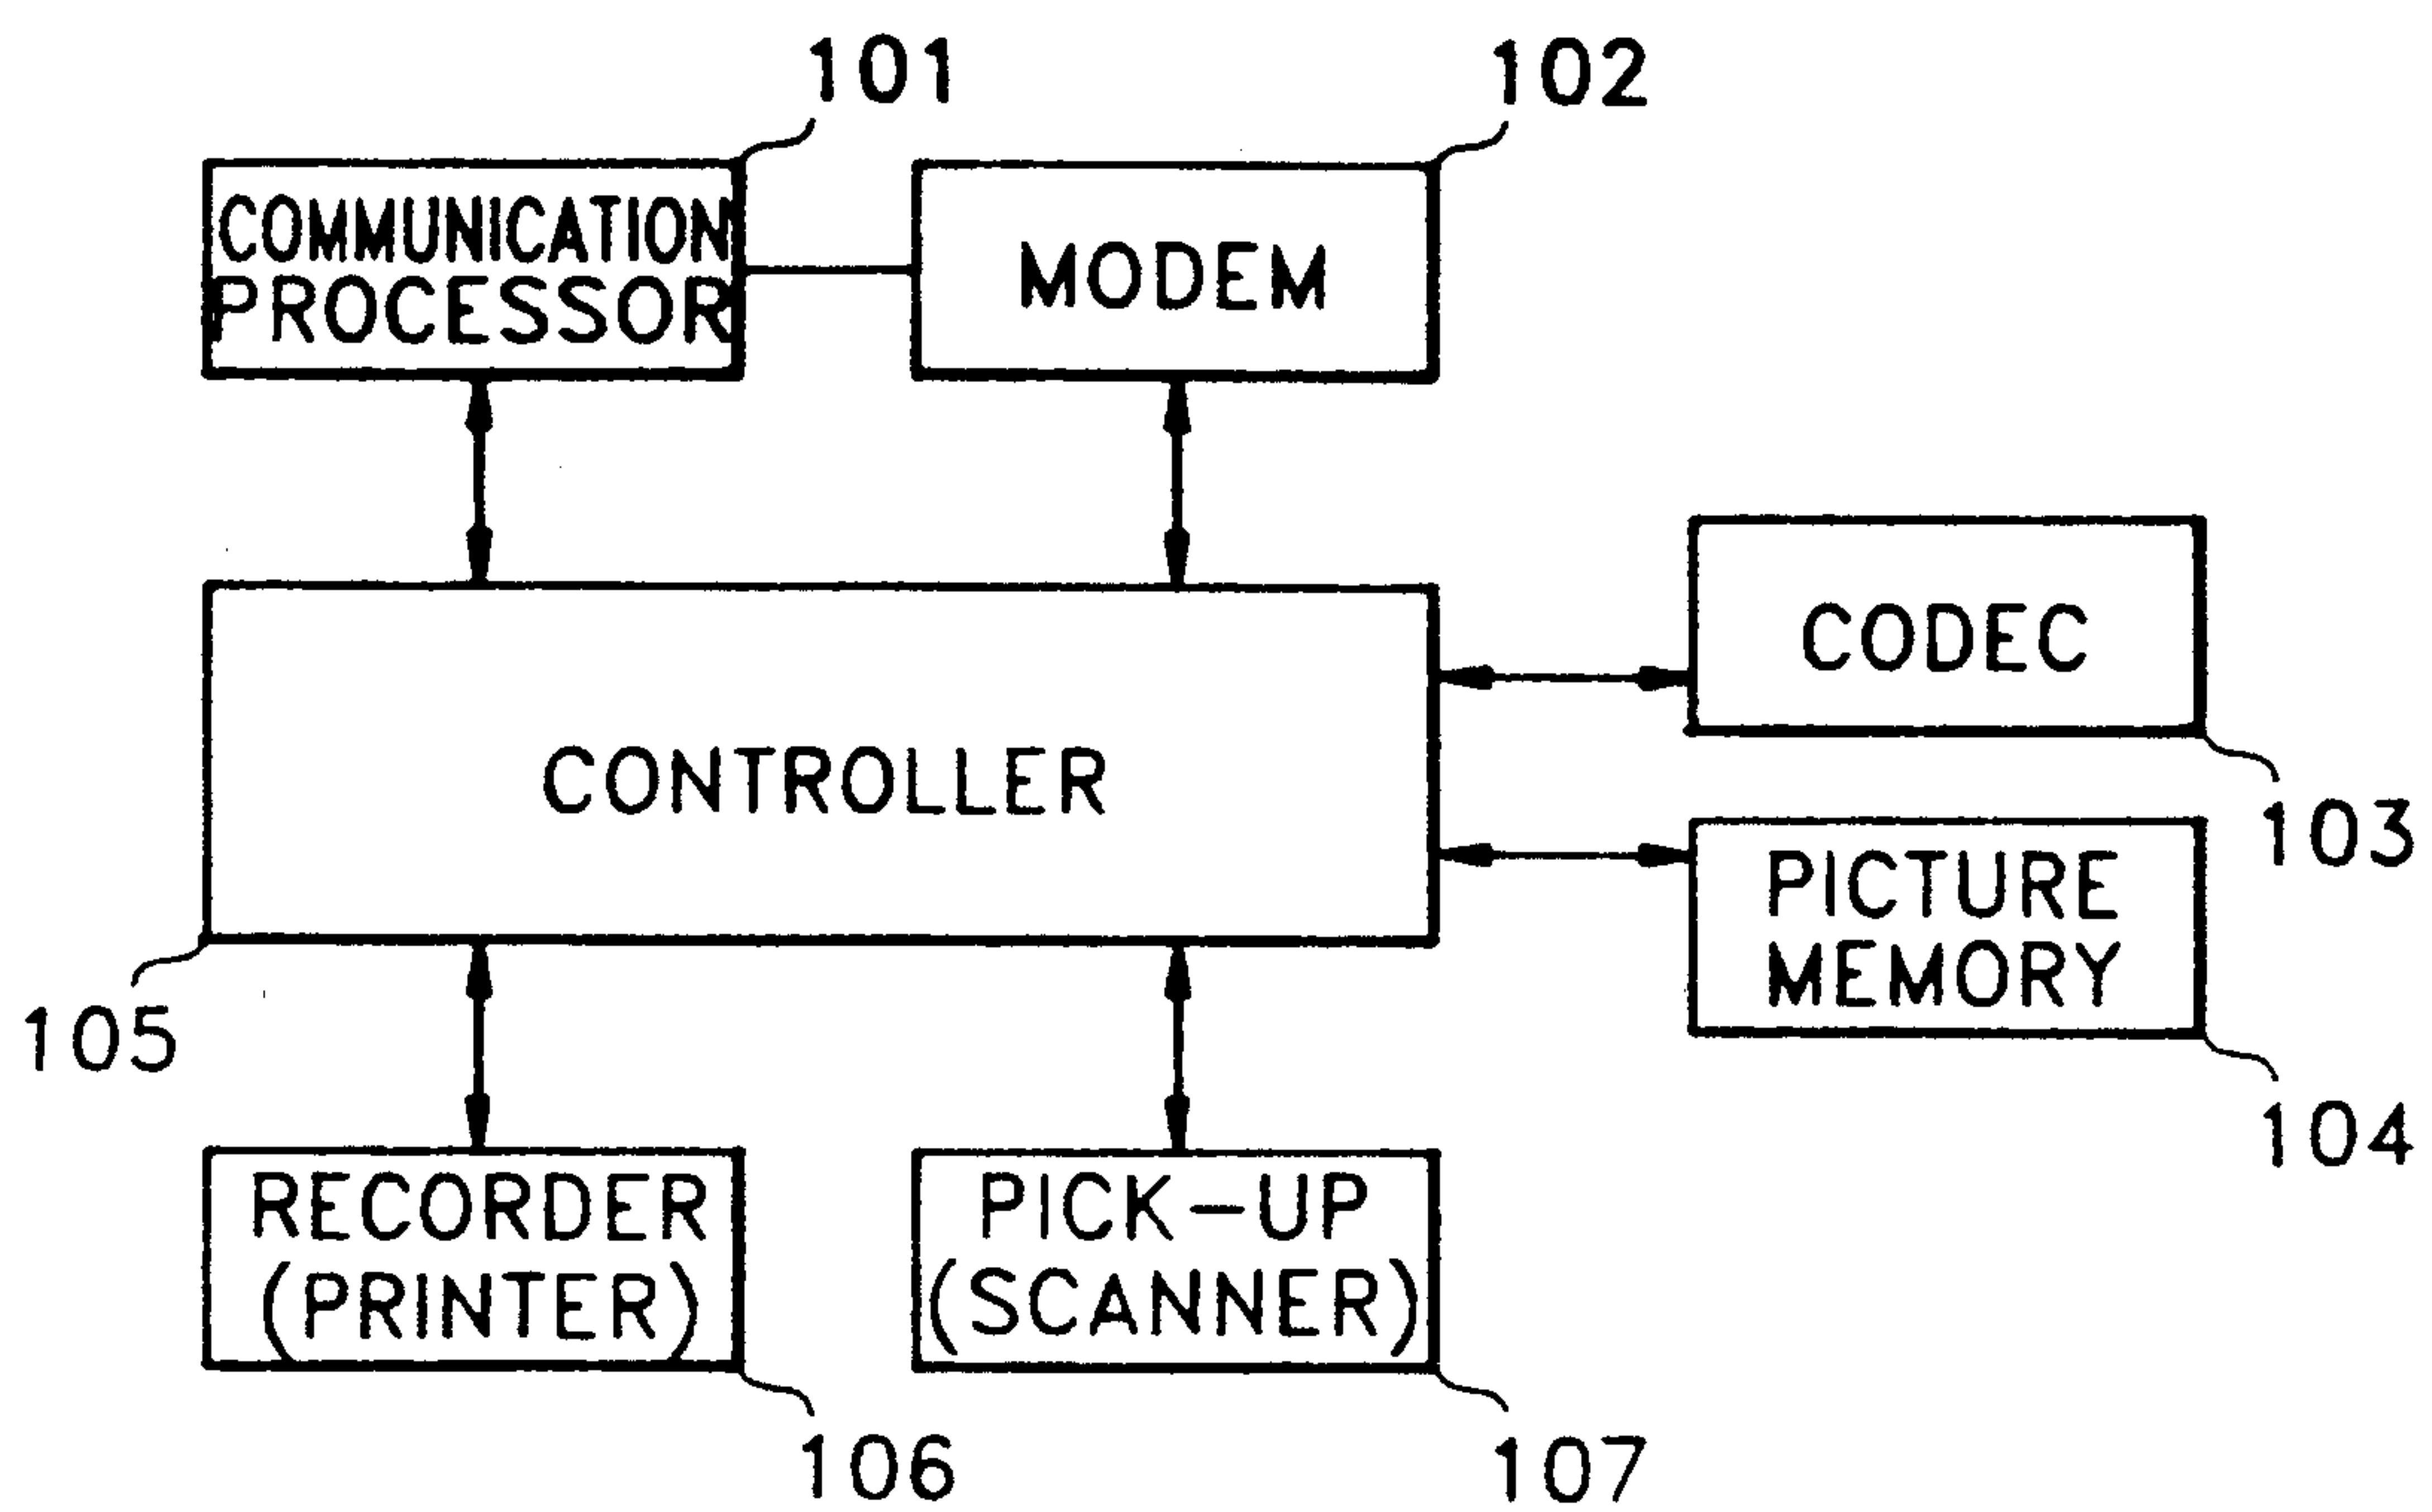 101
102
COMMUNICATION
PROCESSOR
MODEM
CODEC
103
CONTROLLER
PICTURE
MEMORY
105
104
RECORDER
(PRINTER)
PICK-UP
(SCANNER)
106
107